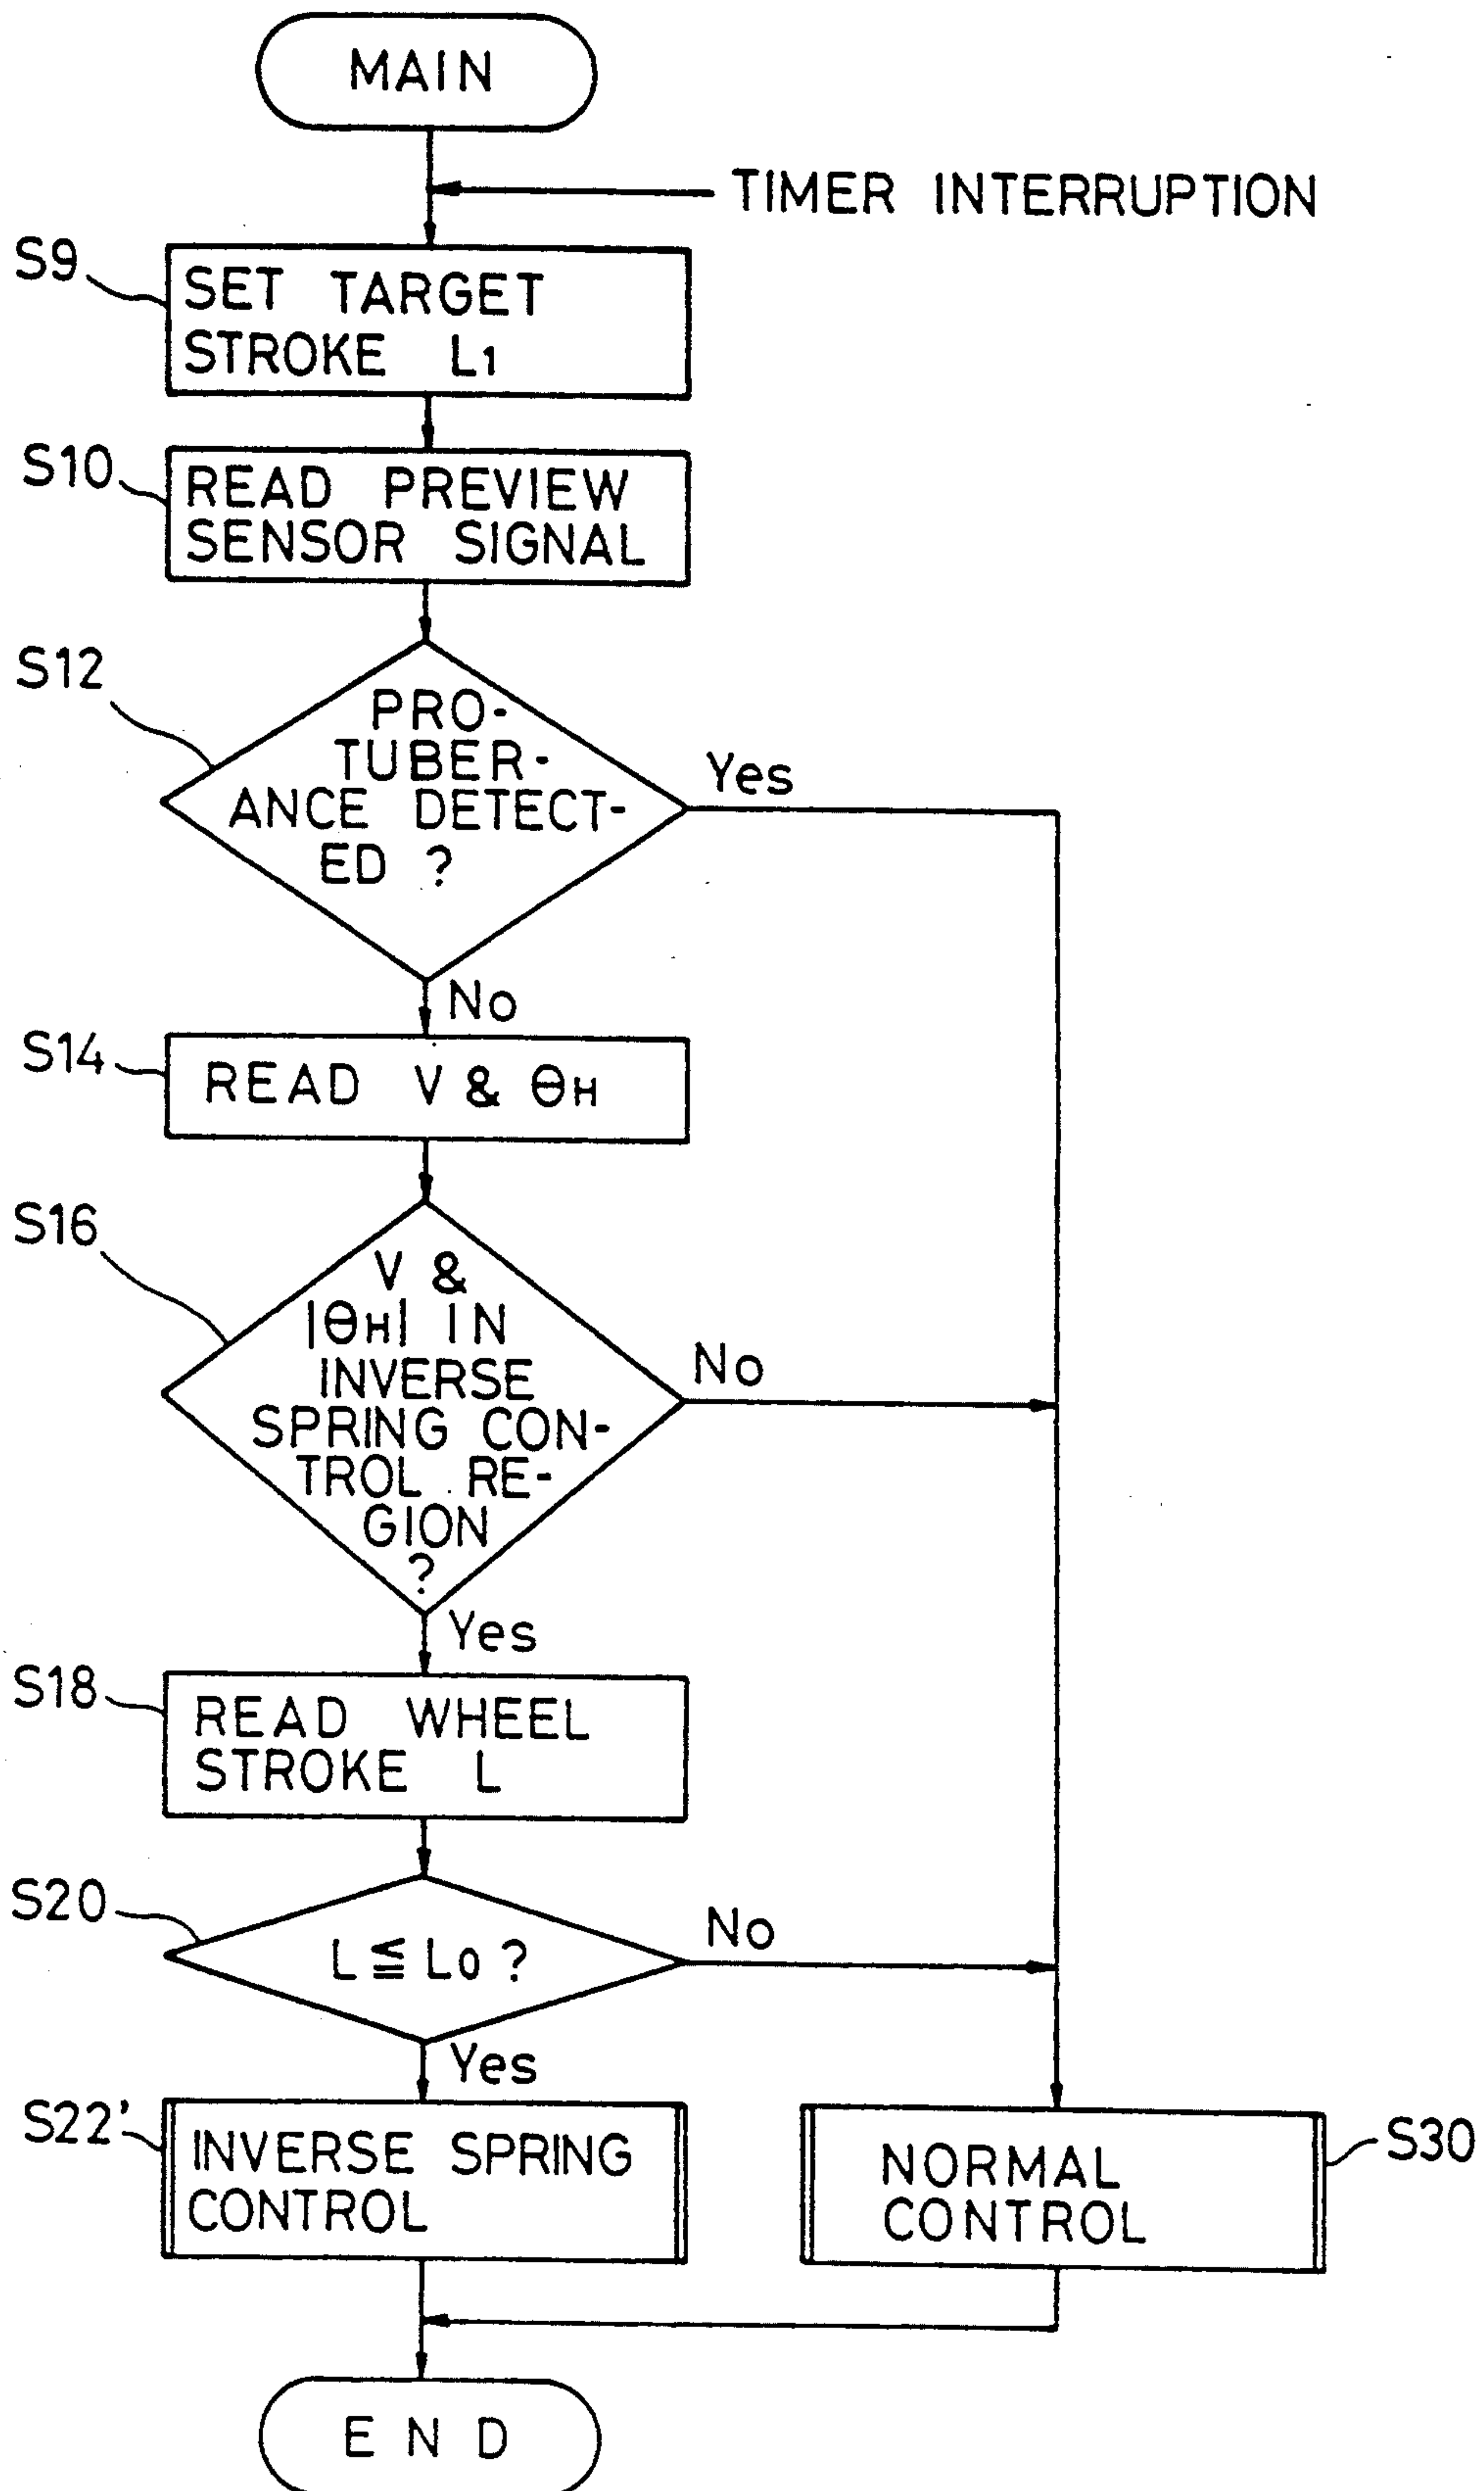 MAIN
TIMER INTERRUPTION
S9
SET TARGET
STROKE L1
S10
READ PREVIEW
SENSOR SIGNAL
S12
PRO-
TUBER-
ANCE DETECT-
ED ?
Yes
No
S14
READ V & ΘH
S16
V &
|ΘH| IN
INVERSE
SPRING CON-
TROL RE-
GION
?
No
Yes
S18
READ WHEEL
STROKE L
S20
L ≦ L0 ?
No
Yes
S22'
INVERSE SPRING
CONTROL
NORMAL
CONTROL
S30
END